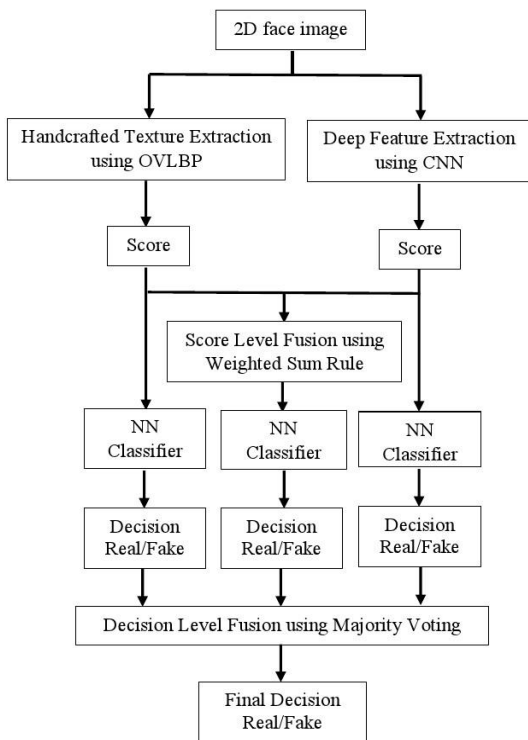 2D face image
Handcrafted Texture Extraction
using OVLBP
Deep Feature Extraction
using CNN
Score
Score
Score Level Fusion using
Weighted Sum Rule
NN
Classifier
NN
Classifier
NN
Classifier
Decision
Real/Fake
Decision
Real/Fake
Decision
Real/Fake
Decision Level Fusion using Majority Voting
Final Decision
Real/Fake